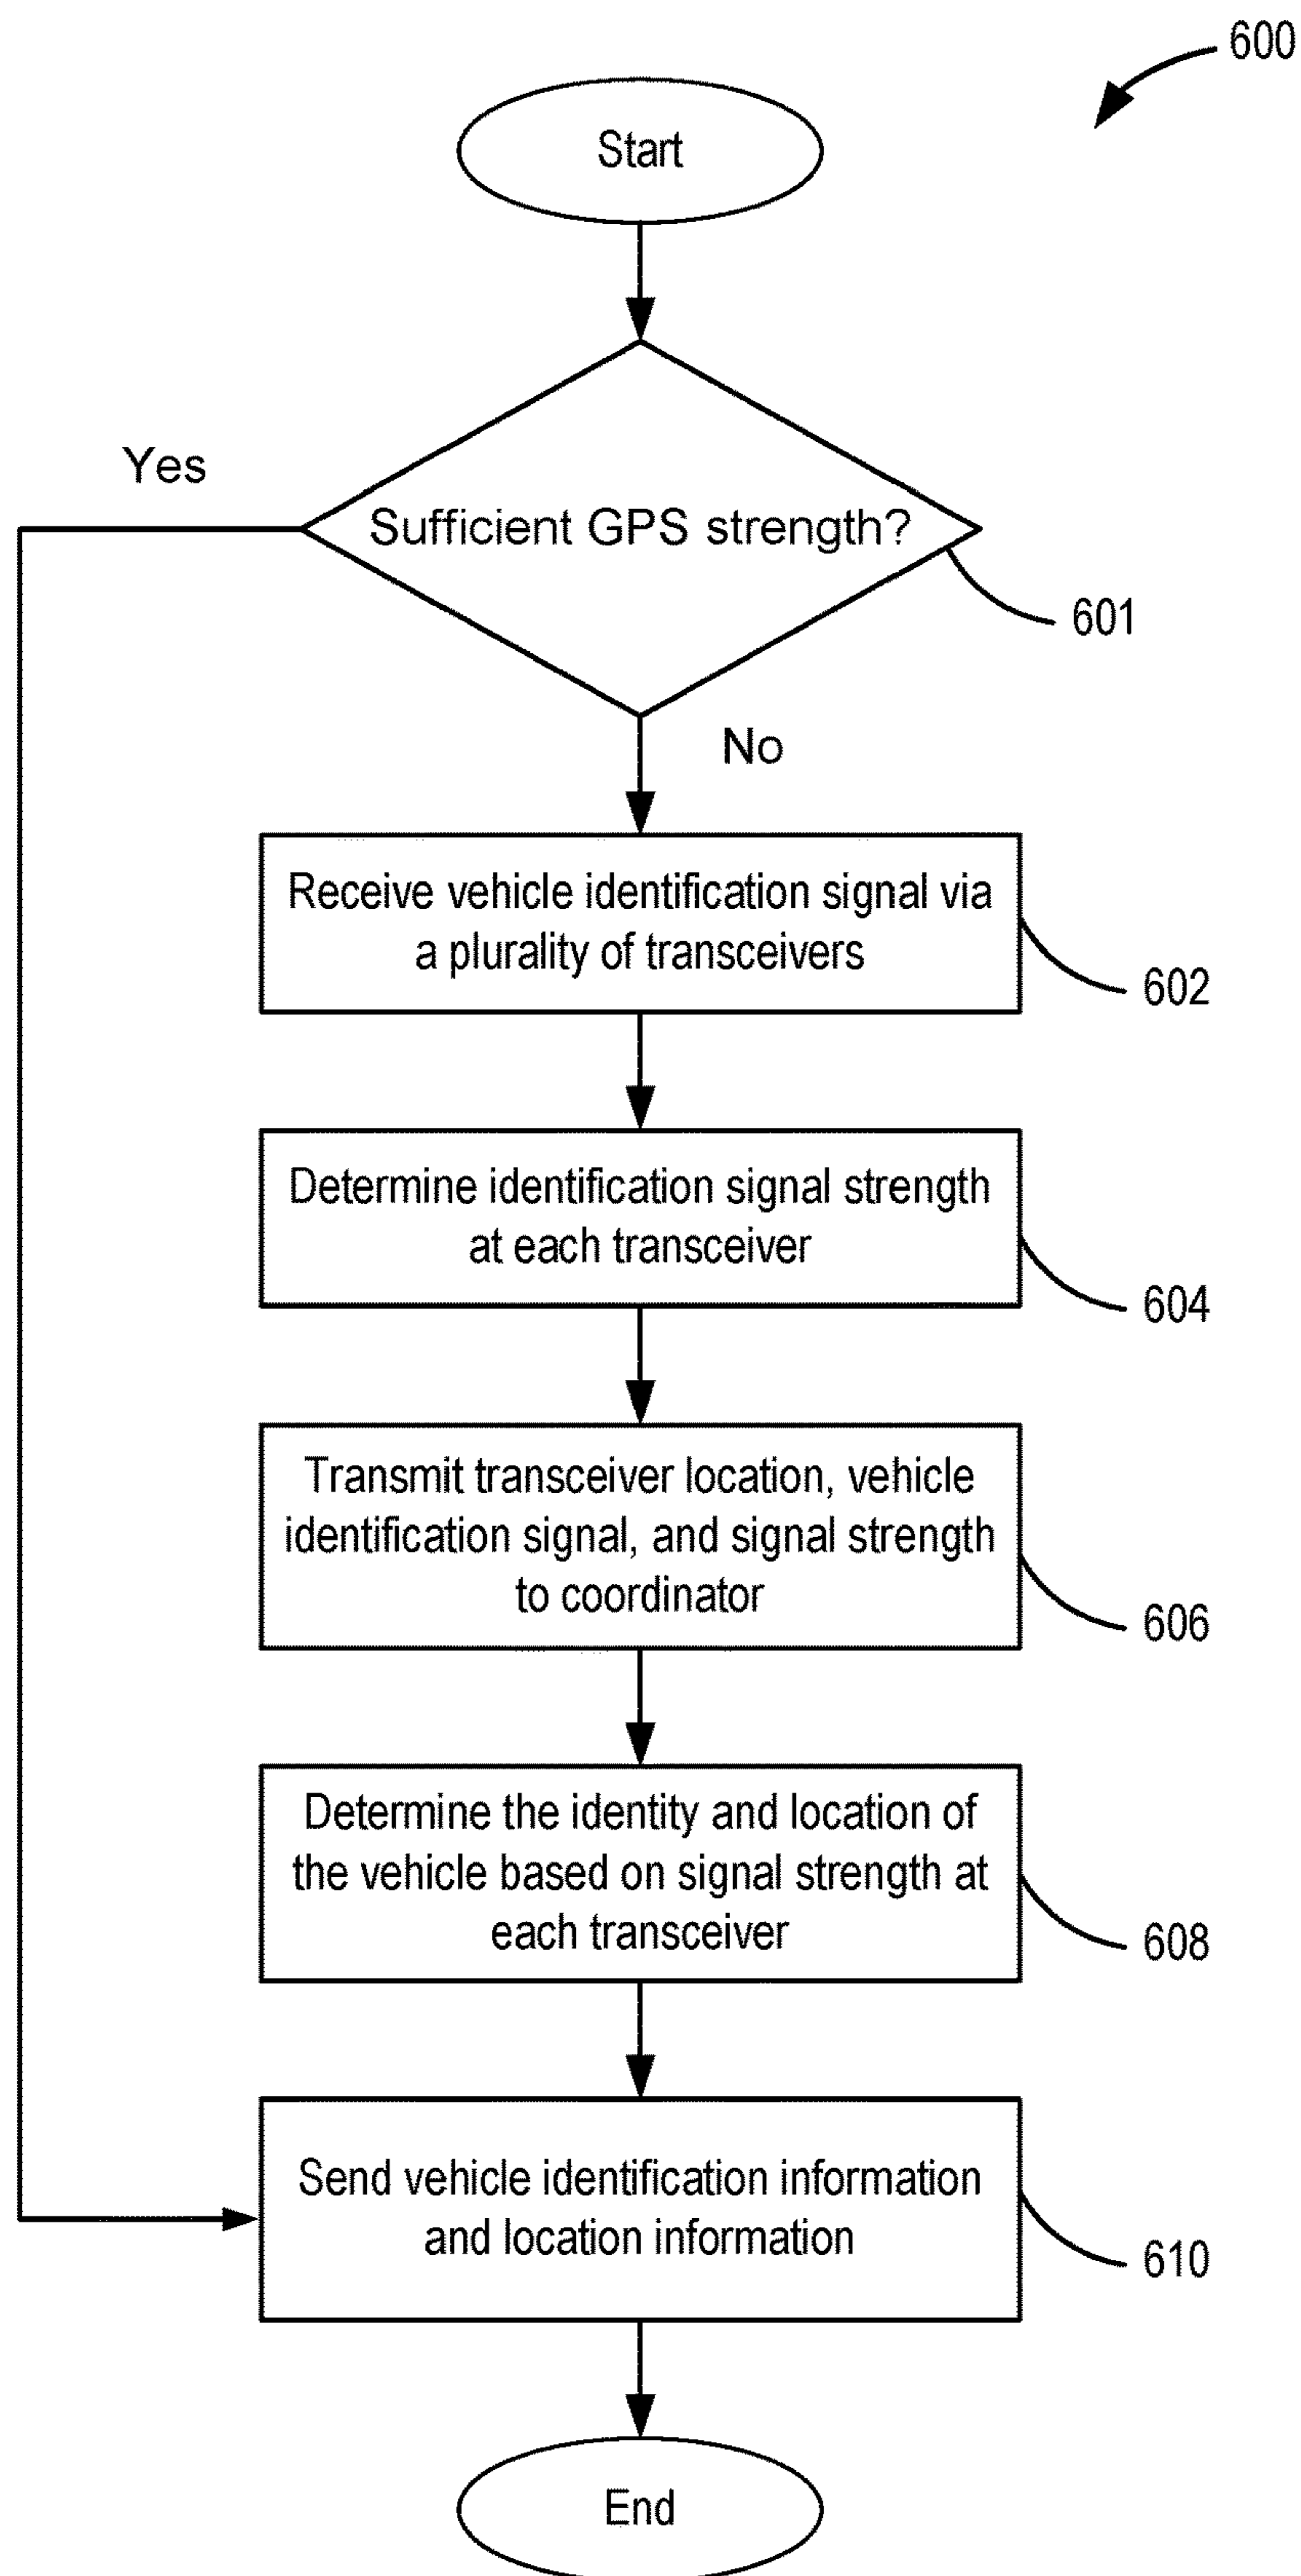 600
Start
Yes
Sufficient GPS strength?
601
No
Receive vehicle identification signal via
a plurality of transceivers
602
Determine identification signal strength
at each transceiver
604
Transmit transceiver location, vehicle
identification signal, and signal strength
to coordinator
606
Determine the identity and location of
the vehicle based on signal strength at
each transceiver
608
Send vehicle identification information
and location information
610
End